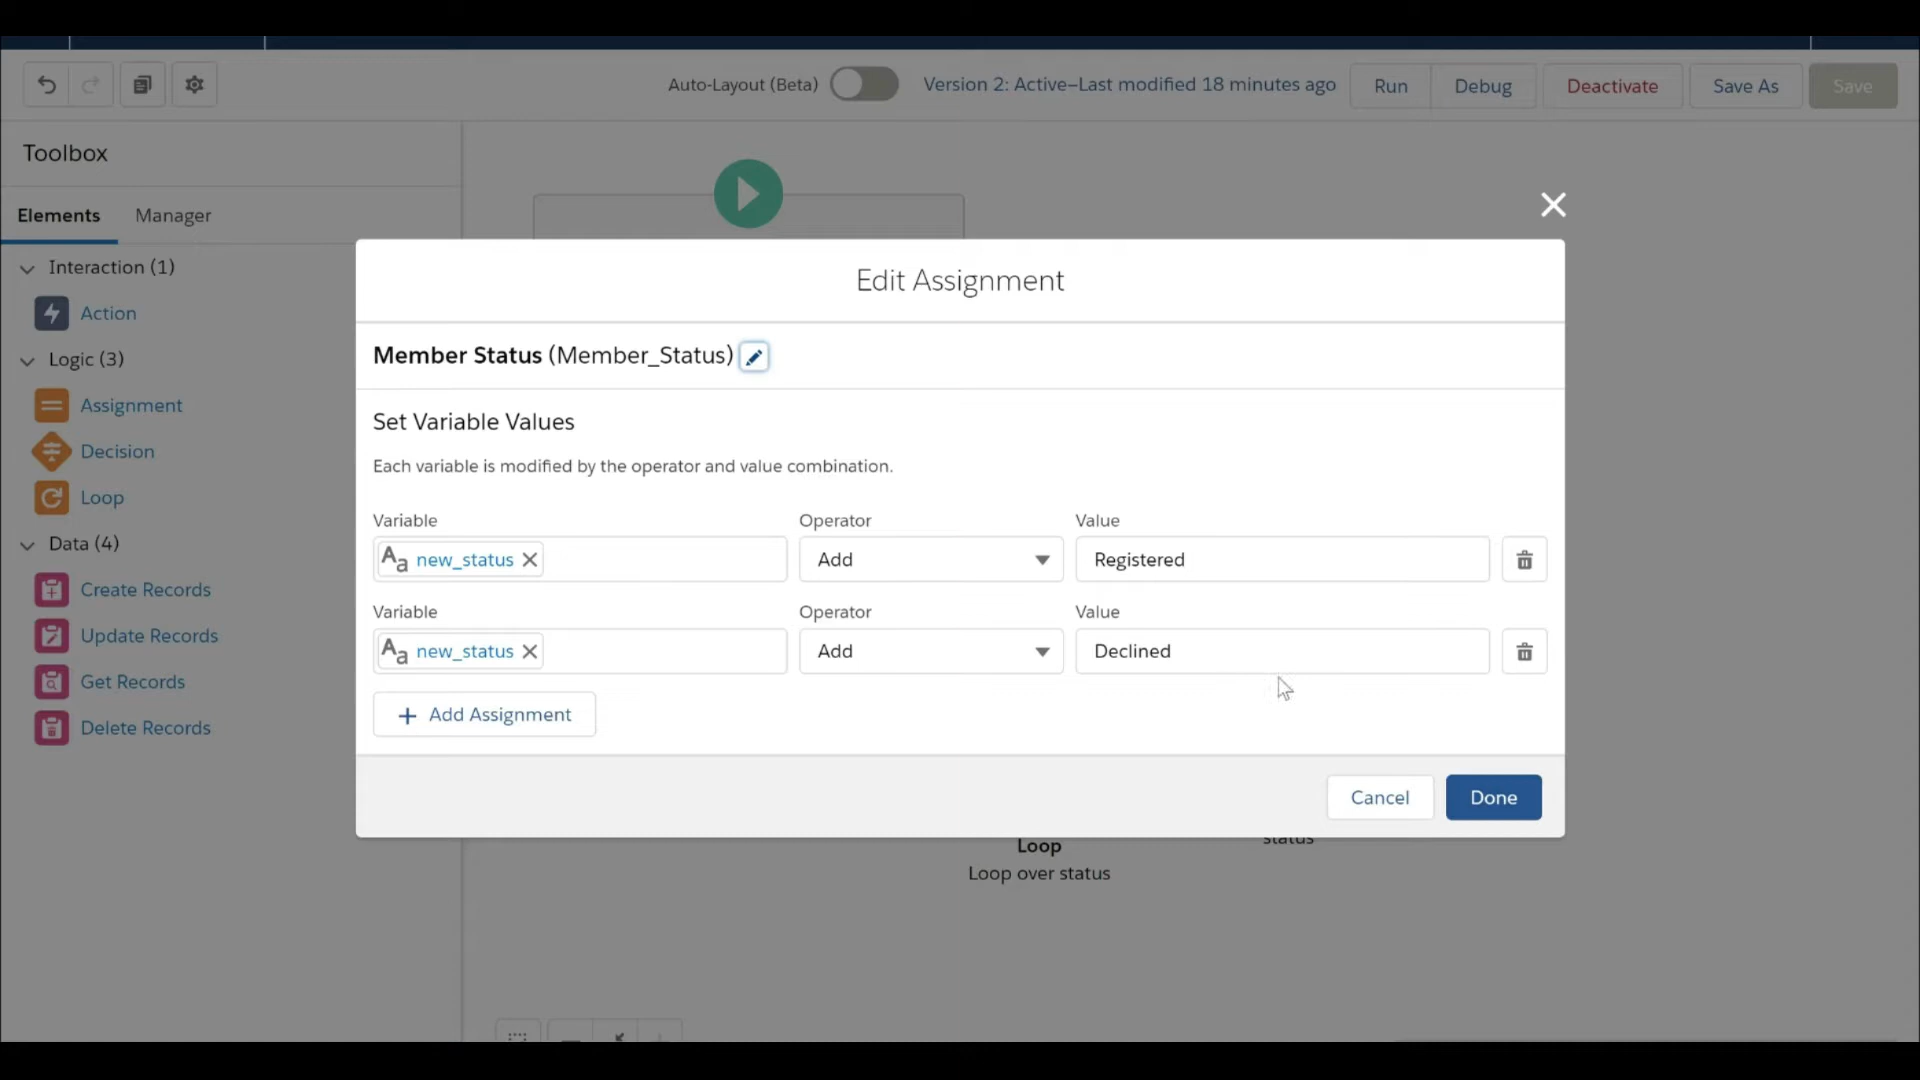 Auto-Layout (Beta)
Version 2: Active–Last modified 18 minutes ago
Run
Debug
Deactivate
Save As
Save
Toolbox
Elements
Manager
Interaction (1)
Action
Logic (3)
Assignment
Decision
Loop
Data (4)
Create Records
Update Records
Get Records
Delete Records
Edit Assignment
Member Status (Member_Status)
Set Variable Values
Each variable is modified by the operator and value combination.
Variable
Operator
Value
Aa new_status
Add
Registered
Variable
Operator
Value
Aa new_status
Add
Declined
Add Assignment
Cancel
Done
status
Loop
Loop over status